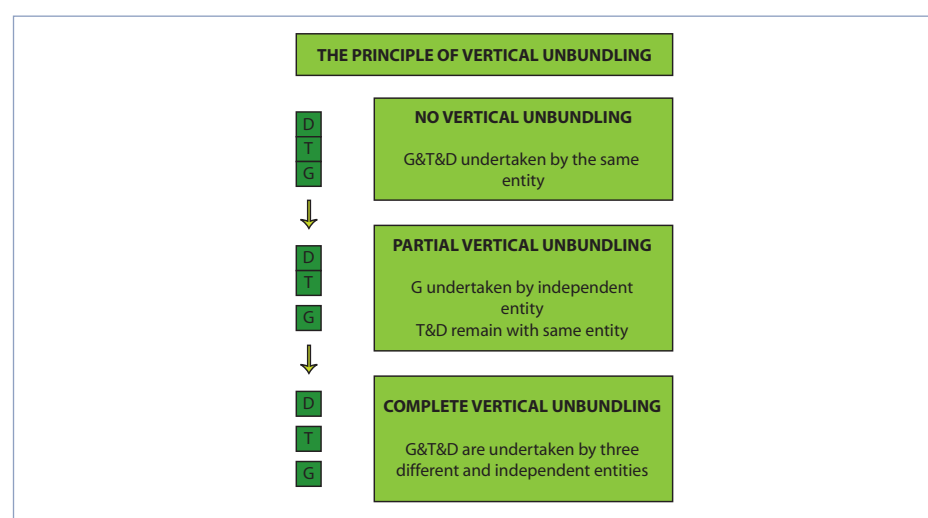 THE PRINCIPLE OF VERTICAL UNBUNDLING
D
T
G
NO VERTICAL UNBUNDLING
G&T&D undertaken by the same
entity
D
T
G
PARTIAL VERTICAL UNBUNDLING
G undertaken by independent
entity
T&D remain with same entity
D
T
G
COMPLETE VERTICAL UNBUNDLING
G&T&D are undertaken by three
different and independent entities